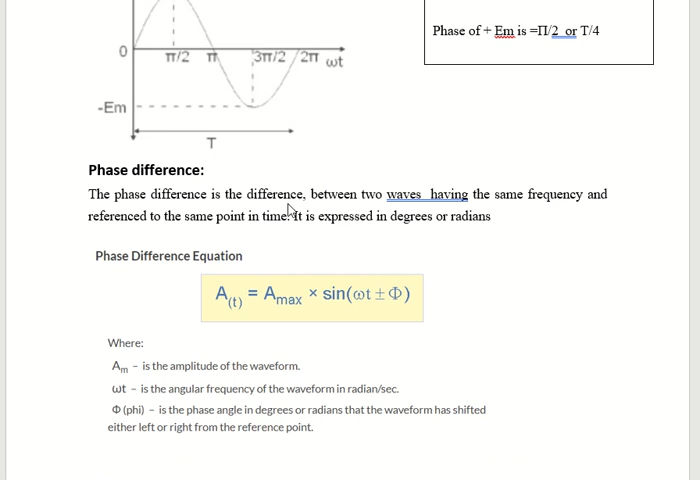 Phase of + Em is =Π/2 or T/4
0
π/2 π 3π/2 2π ωt
-Em
T
Phase difference:
The phase difference is the difference, between two waves having the same frequency and
referenced to the same point in time. It is expressed in degrees or radians
Phase Difference Equation
A(t) = Amax × sin(ωt ± Φ)
Where:
Am – is the amplitude of the waveform.
ωt – is the angular frequency of the waveform in radian/sec.
Φ (phi) – is the phase angle in degrees or radians that the waveform has shifted
either left or right from the reference point.